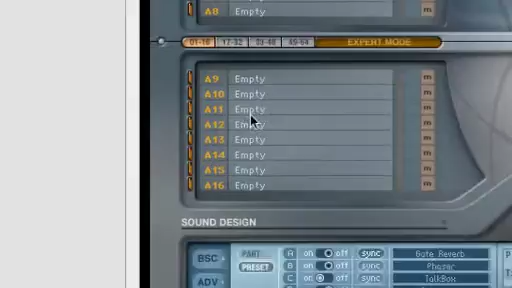 A8 Empty m
01-16 17-32 33-48 49-64 EXPERT MODE
A9 Empty m
A10 Empty m
A11 Empty m
A12 Empty m
A13 Empty m
A14 Empty m
A15 Empty m
A16 Empty m
SOUND DESIGN
BSC PART A on off sync Gate Reverb P
PRESET B on off sync Phaser T
ADV C on off sync TalkBox